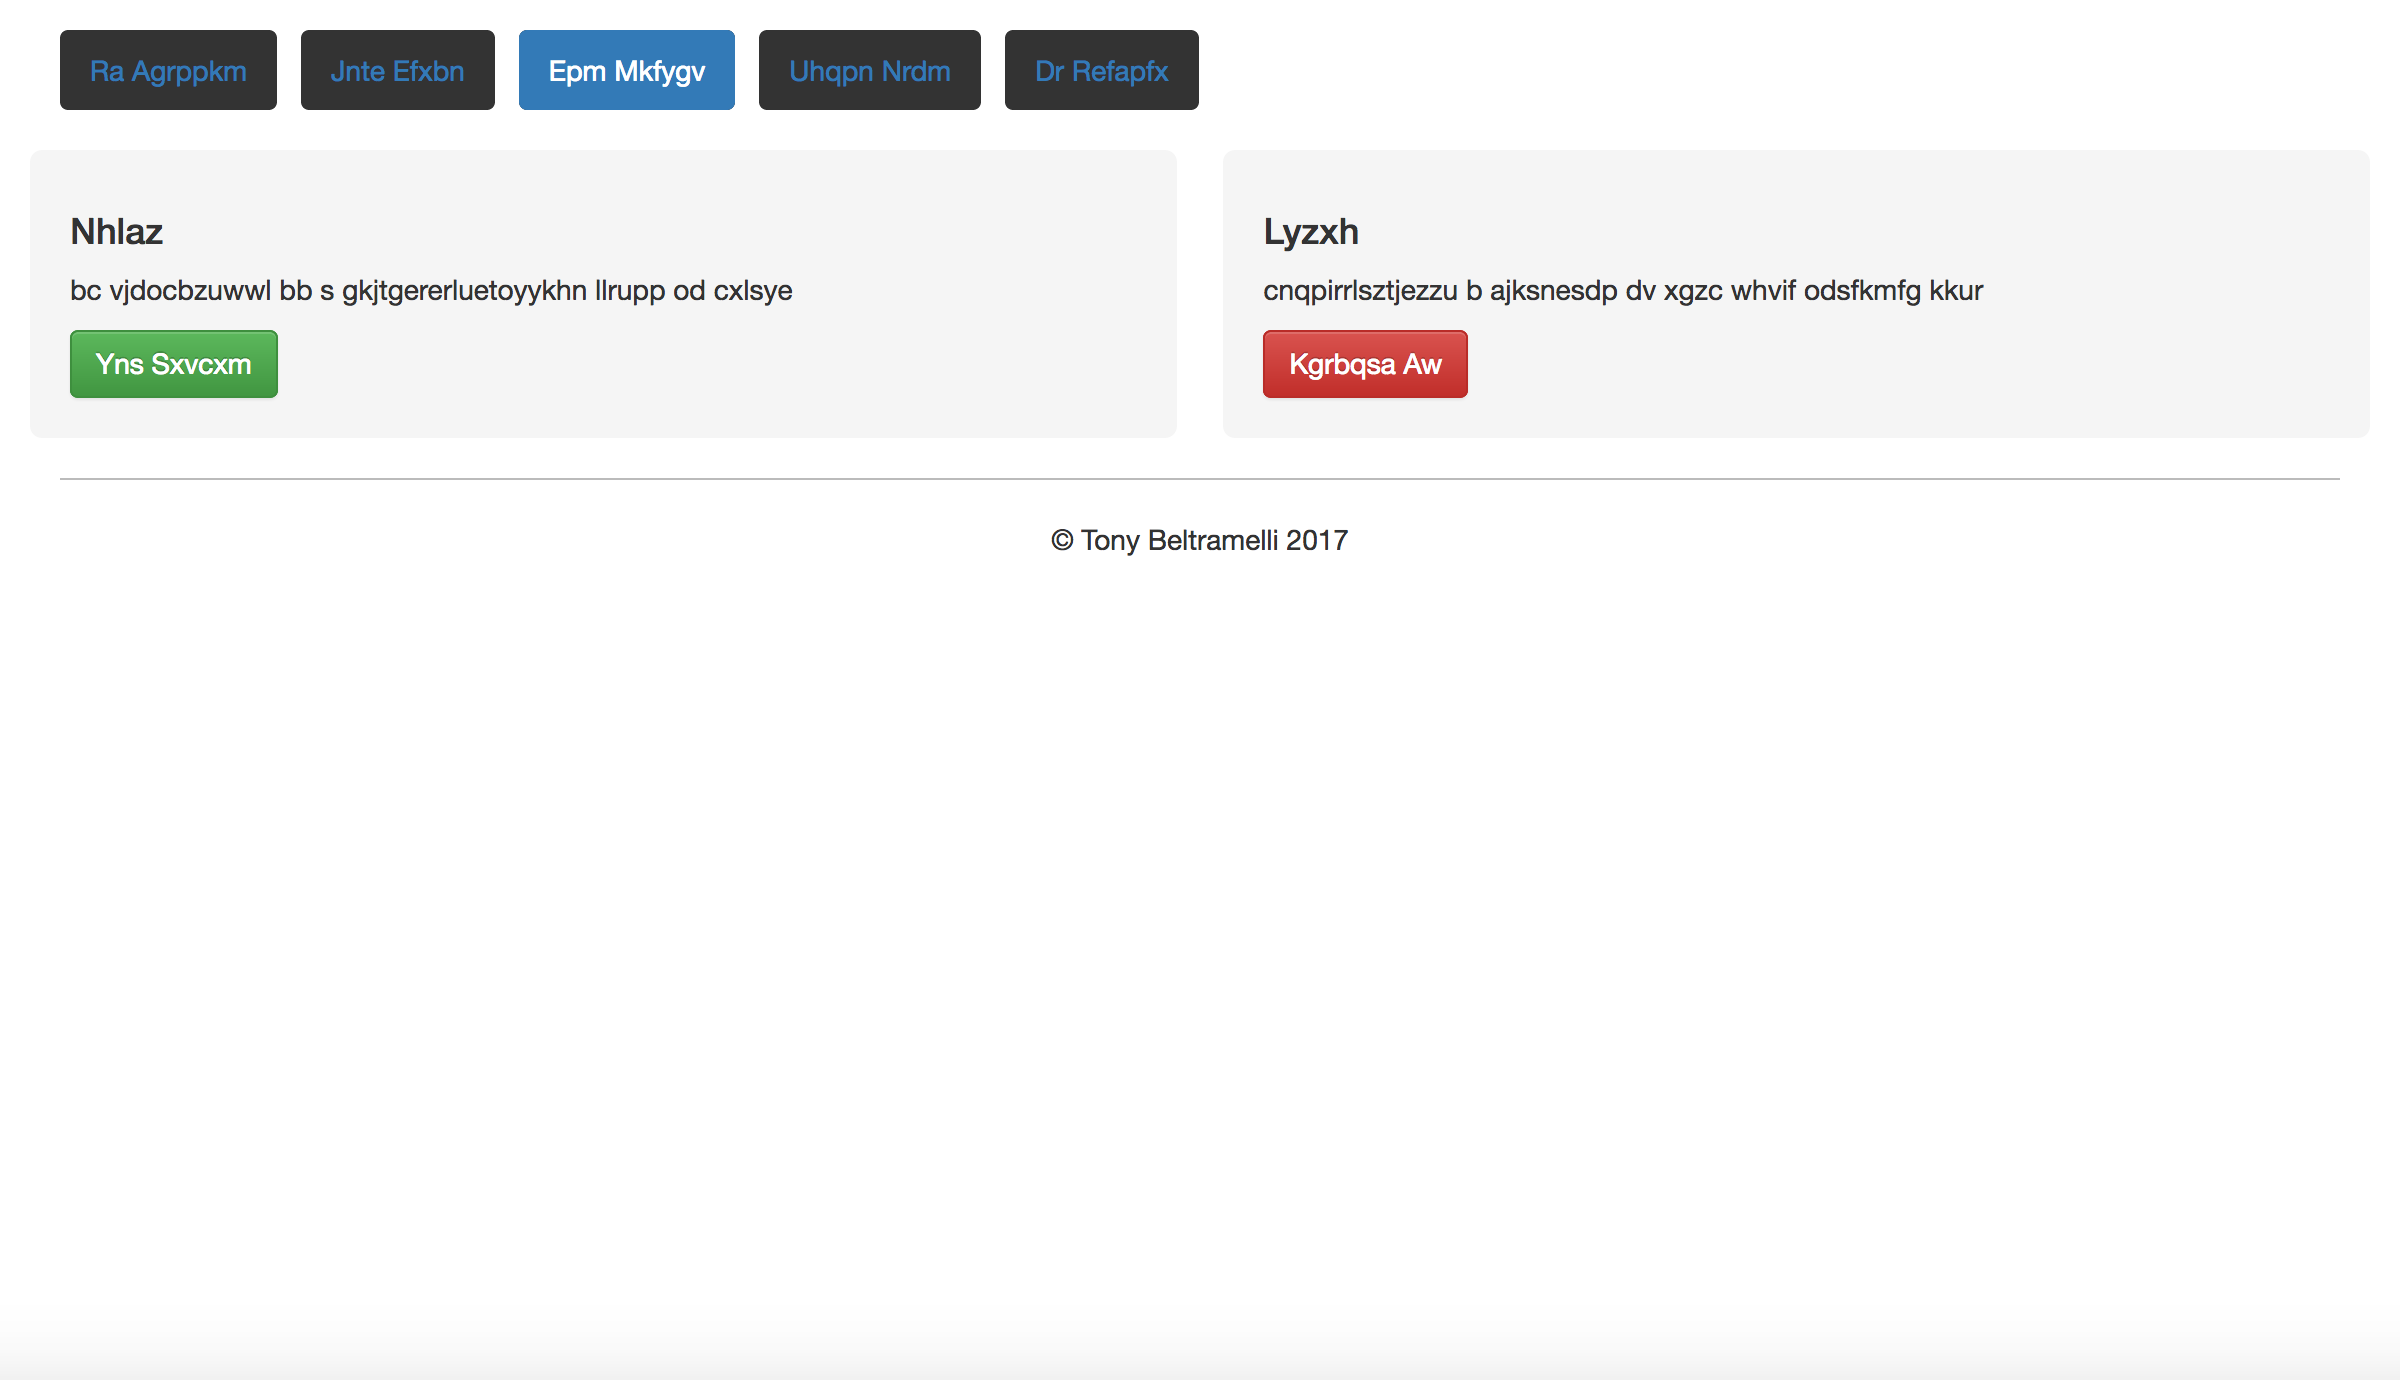 Ra Agrppkm Jnte Efxbn Epm Mkfygv Uhqpn Nrdm Dr Refapfx
Nhlaz
bc vjdocbzuwwl bb s gkjtgererluetoyykhn llrupp od cxlsye
Yns Sxvcxm
Lyzxh
cnqpirrlsztjezzu b ajksnesdp dv xgzc whvif odsfkmfg kkur
Kgrbqsa Aw
© Tony Beltramelli 2017